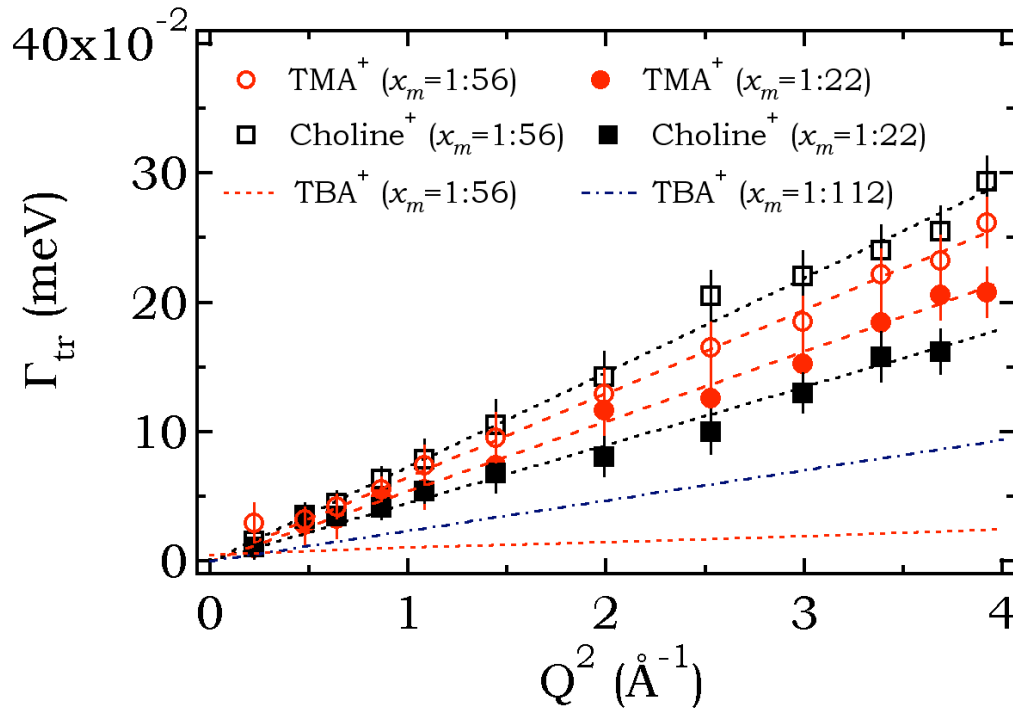 40x10⁻²
TMA⁺ (xₘ=1:56) TMA⁺ (xₘ=1:22)
Choline⁺ (xₘ=1:56) Choline⁺ (xₘ=1:22)
TBA⁺ (xₘ=1:56) TBA⁺ (xₘ=1:112)
30
20
10
0
Γtr (meV)
0 1 2 3 4
Q² (Å⁻¹)